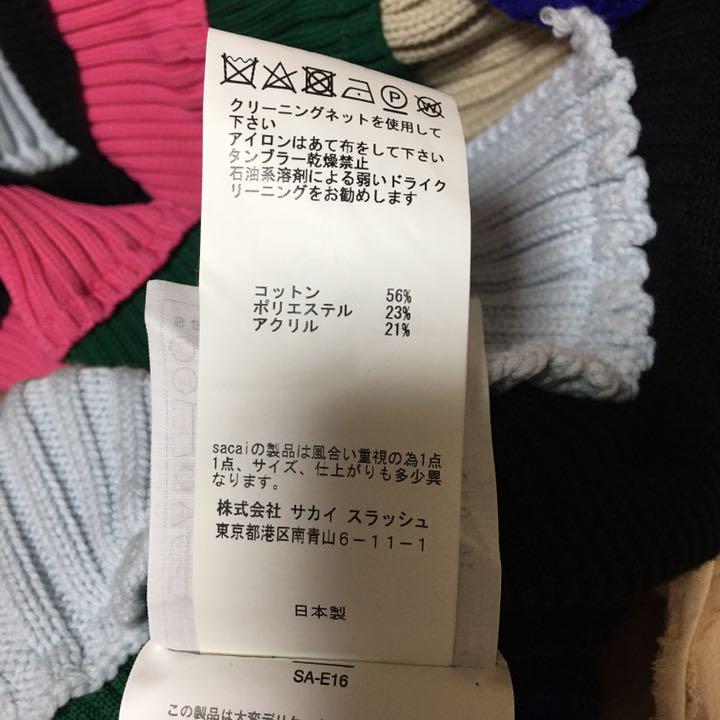 クリーニングネットを使用して
下さい
アイロンはあて布をして下さい
タンブラー乾燥禁止
石油系溶剤による弱いドライク
リーニングをお勧めします
コットン 56%
ポリエステル 23%
アクリル 21%
sacaiの製品は風合い重視の為1点
1点、サイズ、仕上がりも多少異
なります。
株式会社 サカイ スラッシュ
東京都港区南青山6-11-1
日本製
SA-E16
この製品は大変デリケ